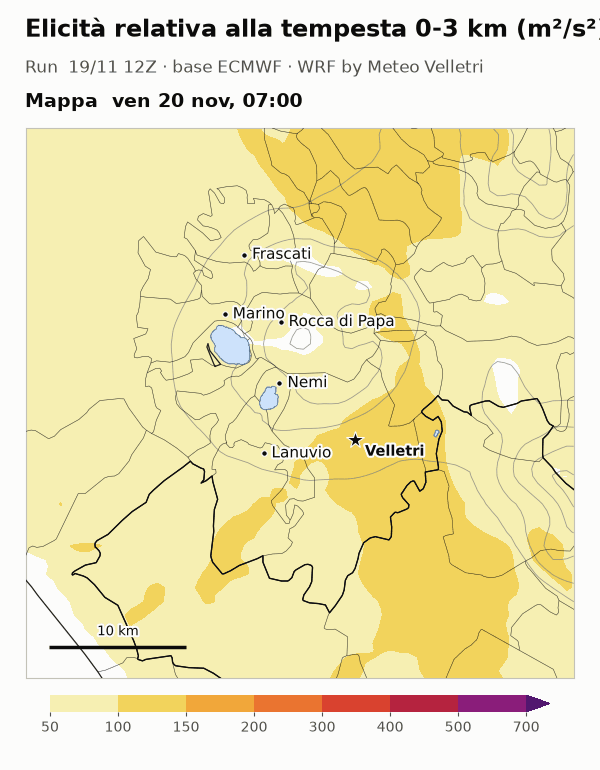 Elicità relativa alla tempesta 0-3 km (m²/s²)
Run 19/11 12Z · base ECMWF · WRF by Meteo Velletri
Mappa ven 20 nov, 07:00
Frascati
Marino
Rocca di Papa
Nemi
Velletri
Lanuvio
10 km
50 100 150 200 300 400 500 700